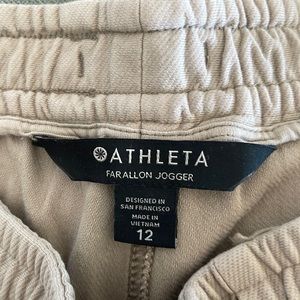 ATHLETA
FARALLON JOGGER
DESIGNED IN
SAN FRANCISCO
MADE IN
VIETNAM
12